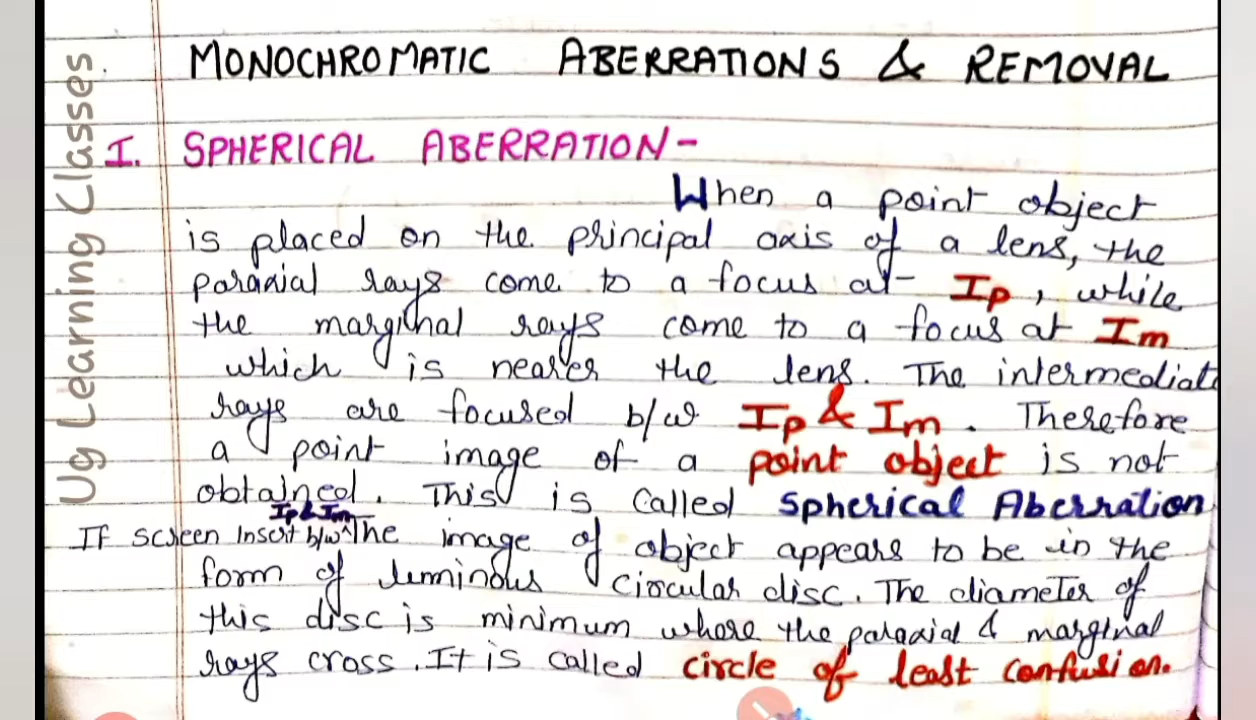 MONOCHROMATIC ABERRATIONS & REMOVAL
I. SPHERICAL ABERRATION-
When a point object
is placed on the principal axis of a lens, the
paraxial rays come to a focus at Ip, while
the marginal rays come to a focus at Im
which is nearer the lens. The intermediate
rays are focused b/w Ip & Im. Therefore
a point image of a point object is not
obtained. This is called Spherical Aberration
Ip & Im
If screen Insert b/w ^ The image of object appears to be in the
form of luminous circular disc. The diameter of
this disc is minimum where the paraxial & marginal
rays cross. It is called circle of least confusion.
Ug Learning Classes